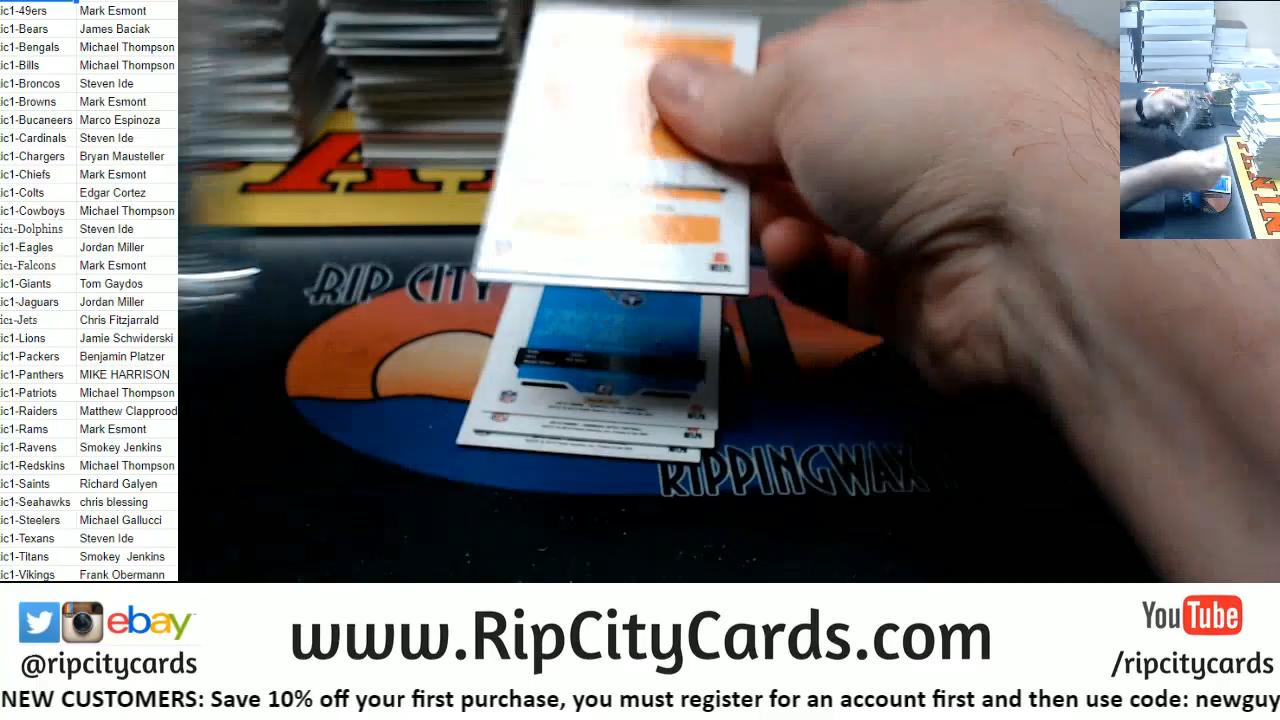 ic1-49ers Mark Esmont
ic1-Bears James Baciak
ic1-Bengals Michael Thompson
ic1-Bills Michael Thompson
ic1-Broncos Steven Ide
ic1-Browns Mark Esmont
ic1-Bucaneers Marco Espinoza
ic1-Cardinals Steven Ide
ic1-Chargers Bryan Mausteller
ic1-Chiefs Mark Esmont
ic1-Colts Edgar Cortez
ic1-Cowboys Michael Thompson
ic1-Dolphins Steven Ide
ic1-Eagles Jordan Miller
ic1-Falcons Mark Esmont
ic1-Giants Tom Gaydos
ic1-Jaguars Jordan Miller
ic1-Jets Chris Fitzjarrald
ic1-Lions Jamie Schwiderski
ic1-Packers Benjamin Platzer
ic1-Panthers MIKE HARRISON
ic1-Patriots Michael Thompson
ic1-Raiders Matthew Clapprood
ic1-Rams Mark Esmont
ic1-Ravens Smokey Jenkins
ic1-Redskins Michael Thompson
ic1-Saints Richard Galyen
ic1-Seahawks chris blessing
ic1-Steelers Michael Gallucci
ic1-Texans Steven Ide
ic1-Titans Smokey Jenkins
ic1-Vikings Frank Obermann
RIP CITY
RIPPINGWAX
ebay
@ripcitycards
www.RipCityCards.com
YouTube
/ripcitycards
NEW CUSTOMERS: Save 10% off your first purchase, you must register for an account first and then use code: newguy